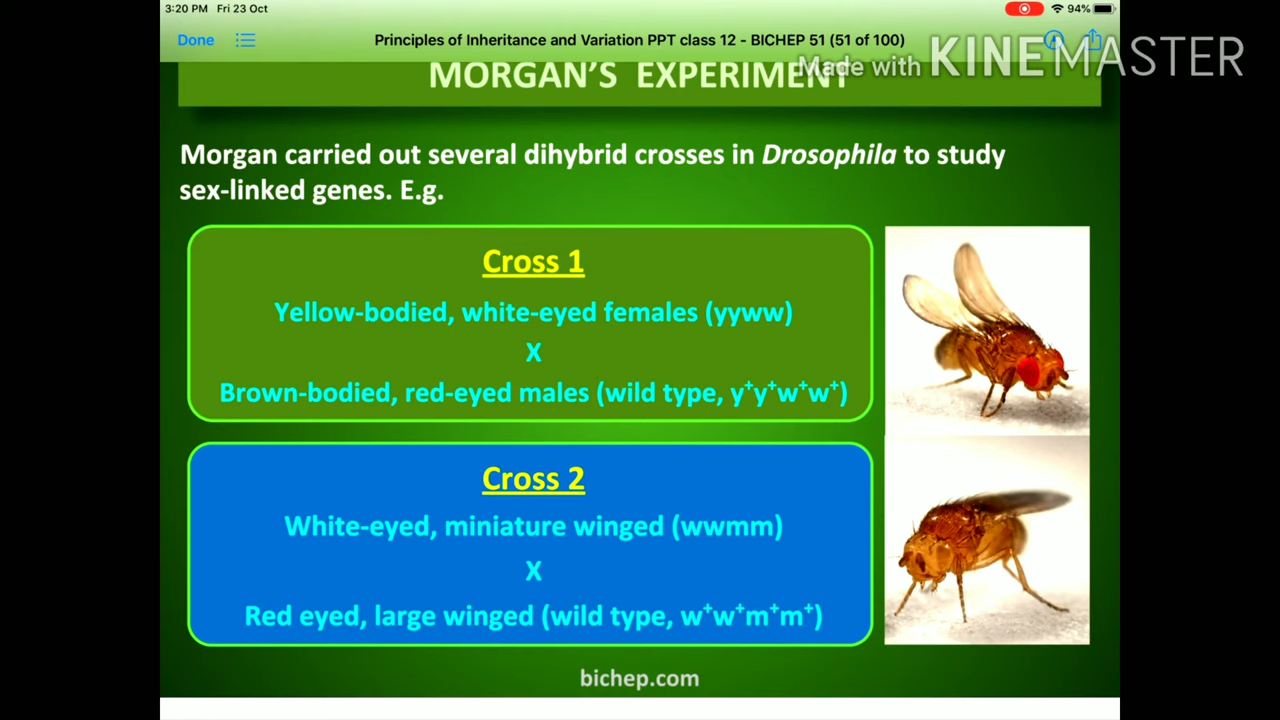 3:20 PM Fri 23 Oct
94%
Done
Principles of Inheritance and Variation PPT class 12 - BICHEP 51 (51 of 100)
Made with KINEMASTER
MORGAN’S EXPERIMENT
Morgan carried out several dihybrid crosses in Drosophila to study
sex-linked genes. E.g.
Cross 1
Yellow-bodied, white-eyed females (yyww)
X
Brown-bodied, red-eyed males (wild type, y⁺y⁺w⁺w⁺)
Cross 2
White-eyed, miniature winged (wwmm)
X
Red eyed, large winged (wild type, w⁺w⁺m⁺m⁺)
bichep.com